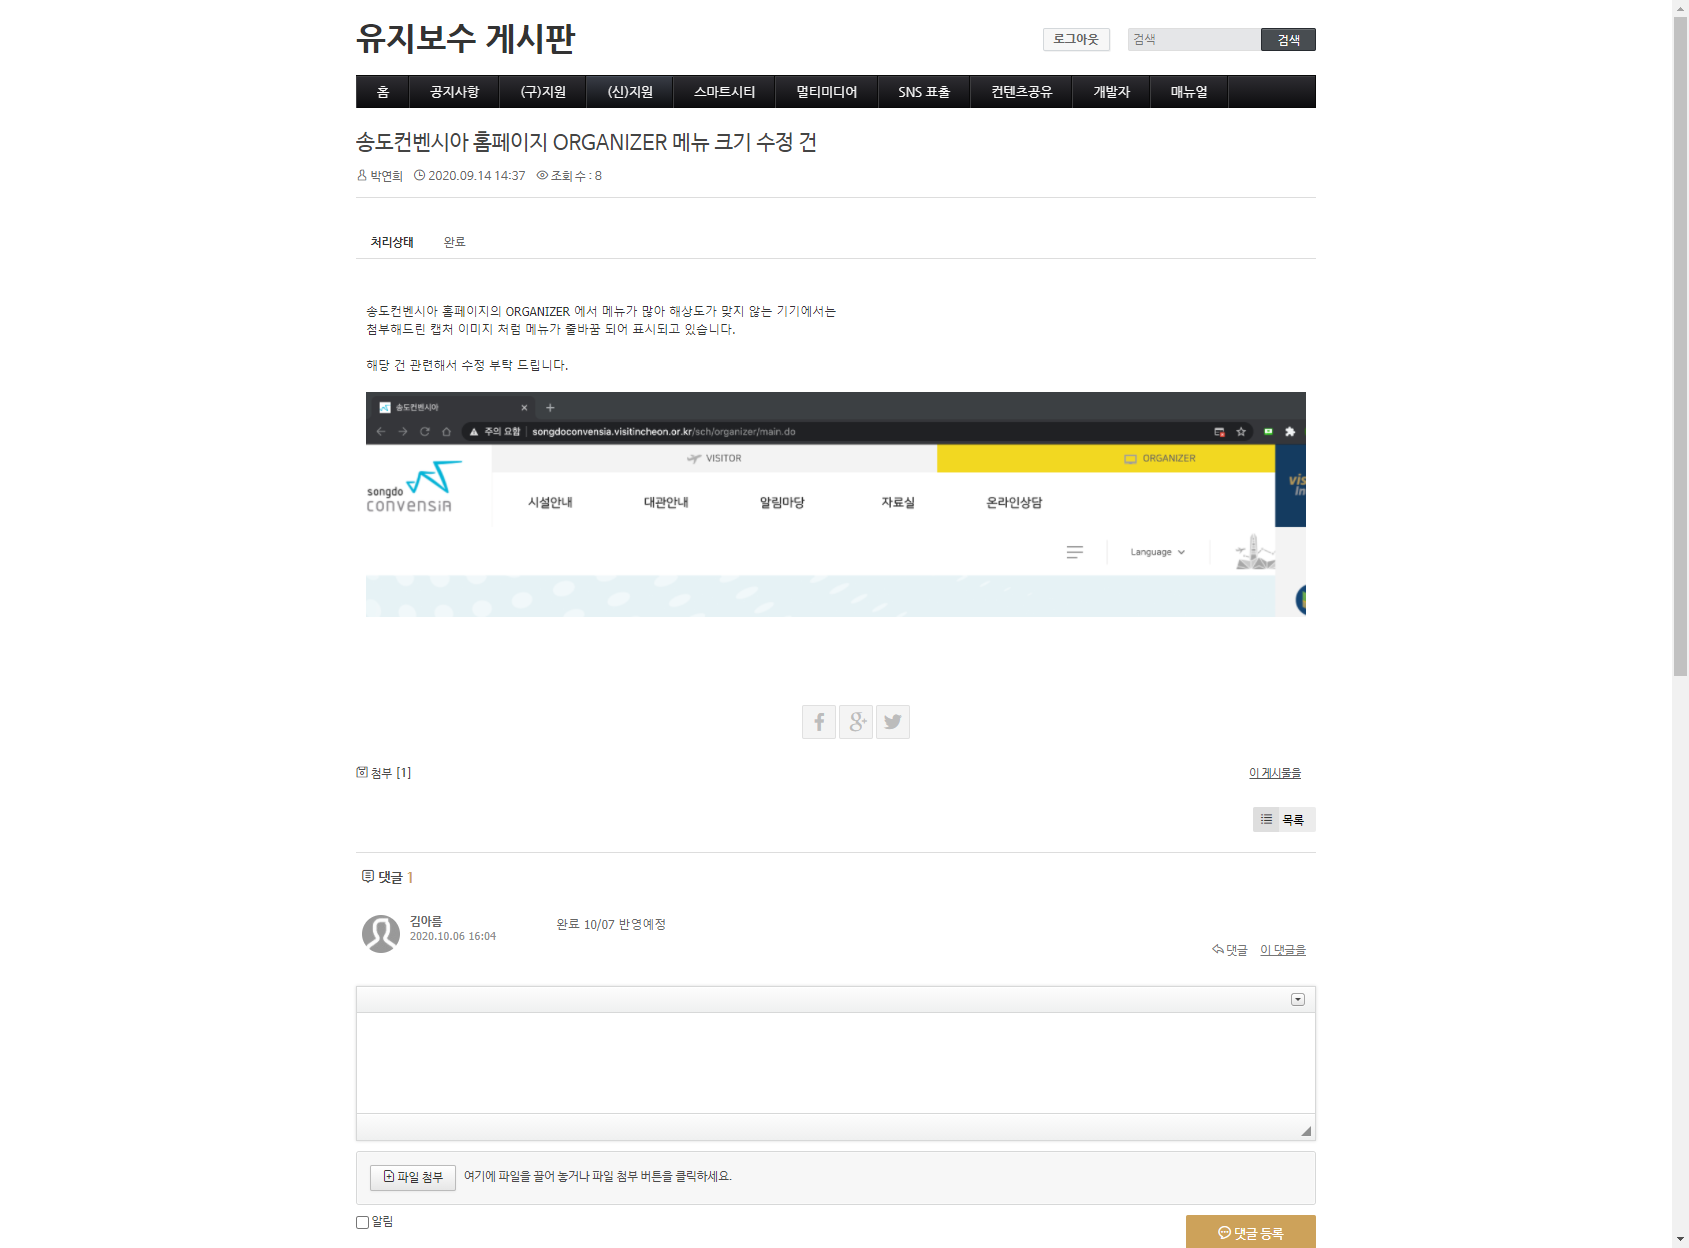 유지보수 게시판
로그아웃
검색
검색
홈 공지사항 (구)지원 (신)지원 스마트시티 멀티미디어 SNS 표출 컨텐츠공유 개발자 매뉴얼
송도컨벤시아 홈페이지 ORGANIZER 메뉴 크기 수정 건
박연희 2020.09.14 14:37 조회 수 : 8
처리상태 완료
송도컨벤시아 홈페이지의 ORGANIZER 에서 메뉴가 많아 해상도가 맞지 않는 기기에서는
첨부해드린 캡쳐 이미지 처럼 메뉴가 줄바꿈 되어 표시되고 있습니다.
해당 건 관련해서 수정 부탁 드립니다.
송도컨벤시아
주의 요함 songdoconvensia.visitincheon.or.kr/sch/organizer/main.do
VISITOR ORGANIZER
songdo
convensia
시설안내 대관안내 알림마당 자료실 온라인상담
vis
In
Language
첨부 [1]
이 게시물을
목록
댓글 1
김아름
2020.10.06 16:04
완료 10/07 반영예정
댓글 이 댓글을
파일 첨부 여기에 파일을 끌어 놓거나 파일 첨부 버튼을 클릭하세요.
알림
댓글 등록